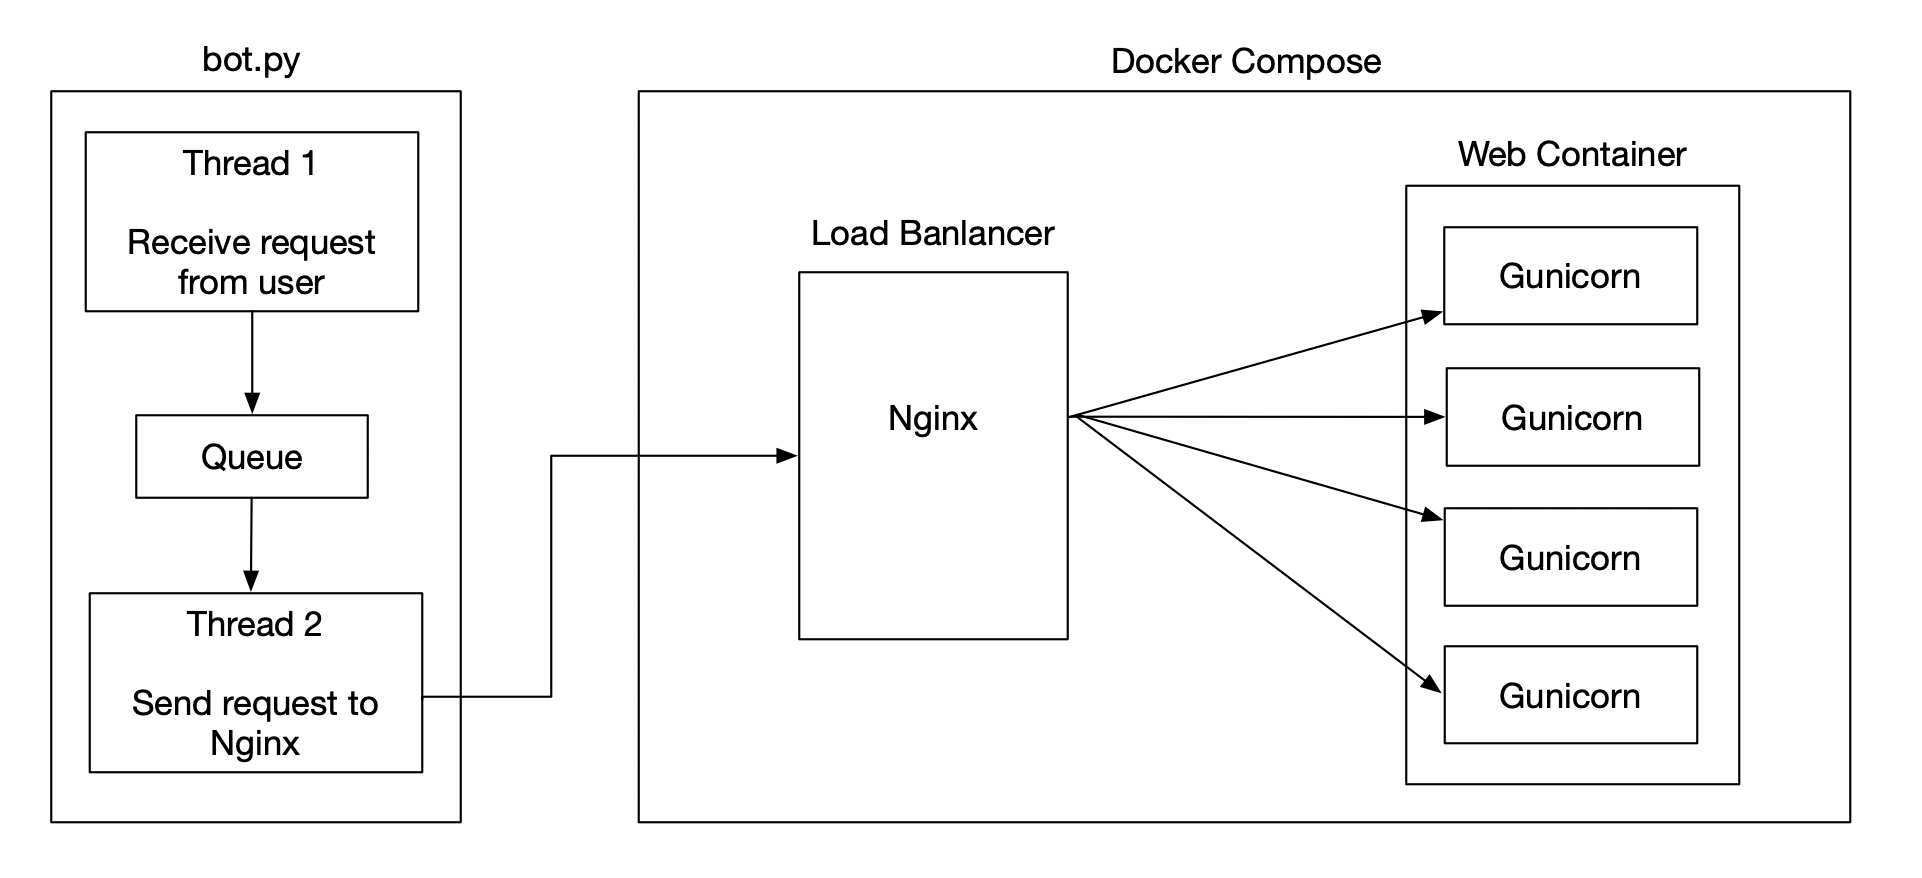 bot.py
Thread 1
Receive request
from user
Queue
Thread 2
Send request to
Nginx
Docker Compose
Load Banlancer
Nginx
Web Container
Gunicorn
Gunicorn
Gunicorn
Gunicorn